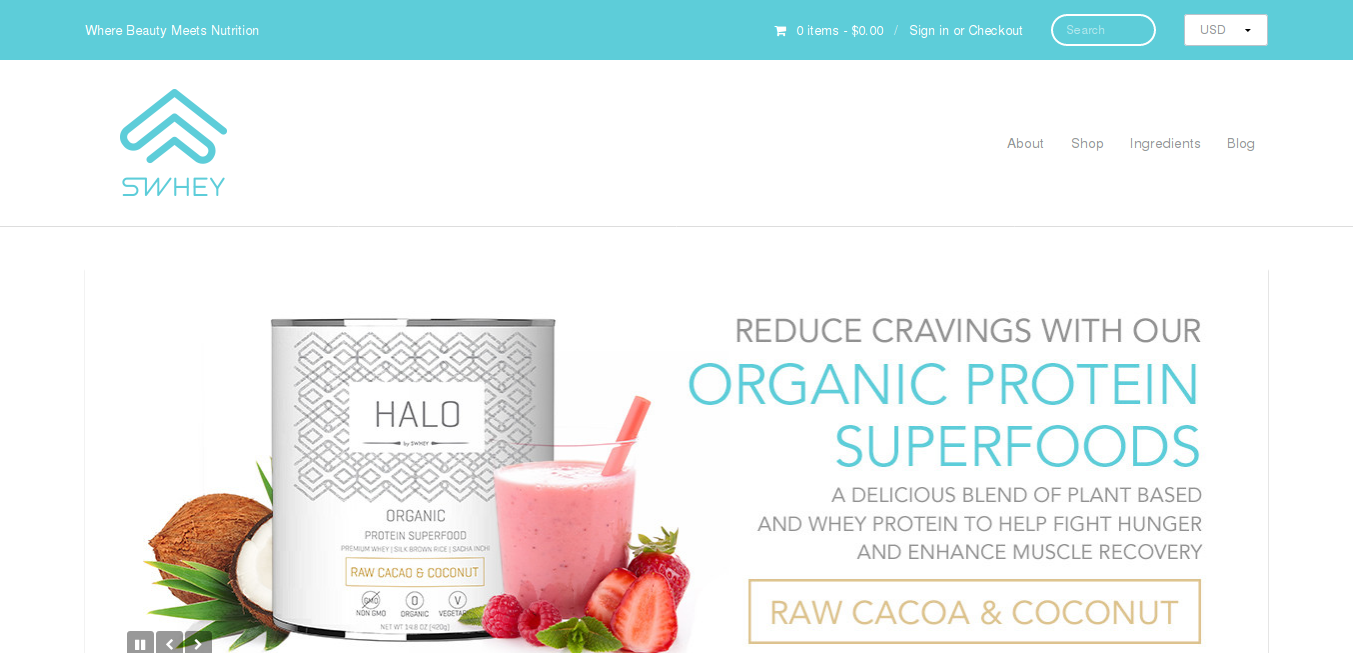 Where Beauty Meets Nutrition
0 items - $0.00 / Sign in or Checkout
Search
USD
SWHEY
About Shop Ingredients Blog
HALO
by SWHEY
ORGANIC
PROTEIN SUPERFOOD
PREMIUM WHEY | SILK BROWN RICE | SACHA INCHI
RAW CACAO & COCONUT
GMO O V
NON GMO ORGANIC VEGETAR
NET WT 14.8 OZ (420g)
REDUCE CRAVINGS WITH OUR
ORGANIC PROTEIN
SUPERFOODS
A DELICIOUS BLEND OF PLANT BASED
AND WHEY PROTEIN TO HELP FIGHT HUNGER
AND ENHANCE MUSCLE RECOVERY
RAW CACOA & COCONUT